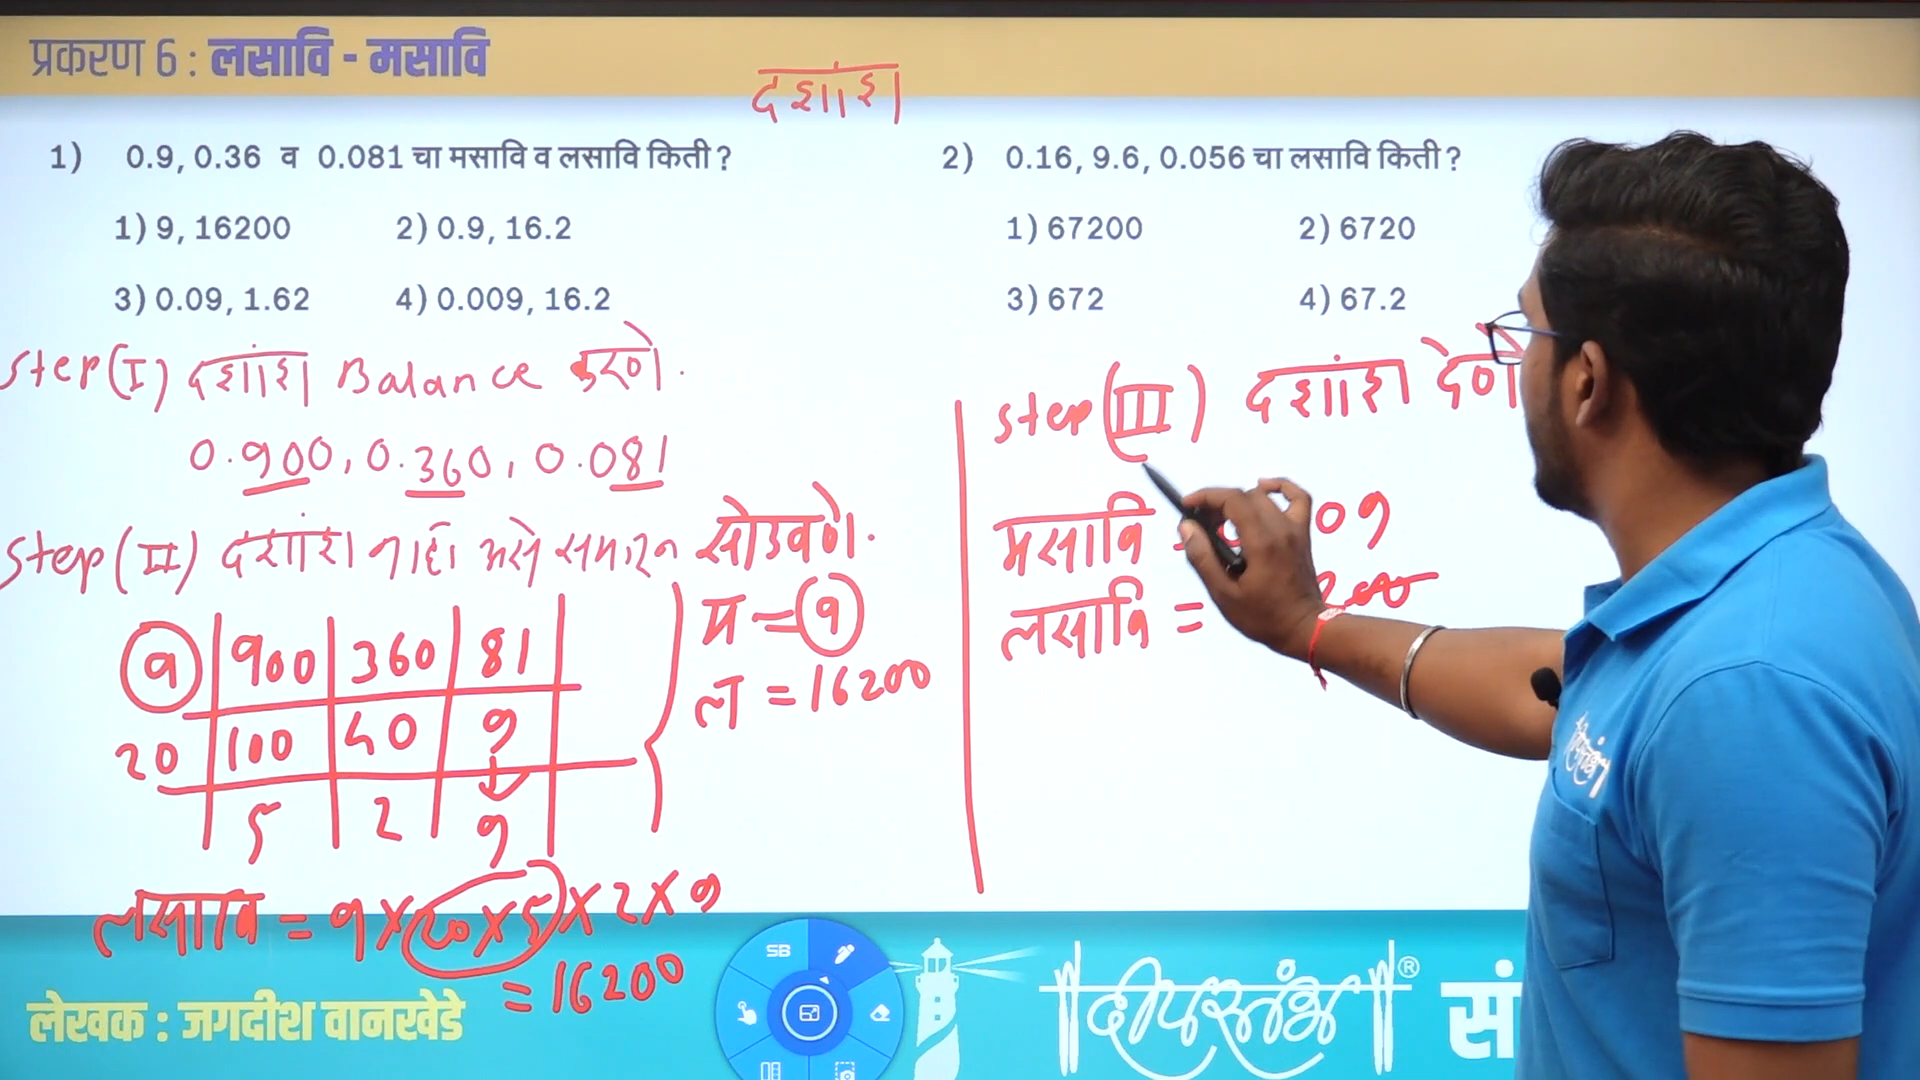 प्रकरण 6 : लसावि - मसावि
दशांश
1) 0.9, 0.36 व 0.081 चा मसावि व लसावि किती ?
1) 9, 16200 2) 0.9, 16.2
3) 0.09, 1.62 4) 0.009, 16.2
Step (I) दशांश Balance करणे.
0.900, 0.360, 0.081
Step (II) दशांश नाही असे समजून सोडवणे.
9 900 360 81
20 100 40 9
5 2 9
म = 9
ल = 16200
लसावि = 9 × (20 × 5) × 2 × 9
= 16200
2) 0.16, 9.6, 0.056 चा लसावि किती ?
1) 67200 2) 6720
3) 672 4) 67.2
Step (III) दशांश देणे
मसावि 09
लसावि = 200
लेखक : जगदीश वानखेडे
SB
दीपस्तंभ ®
सं